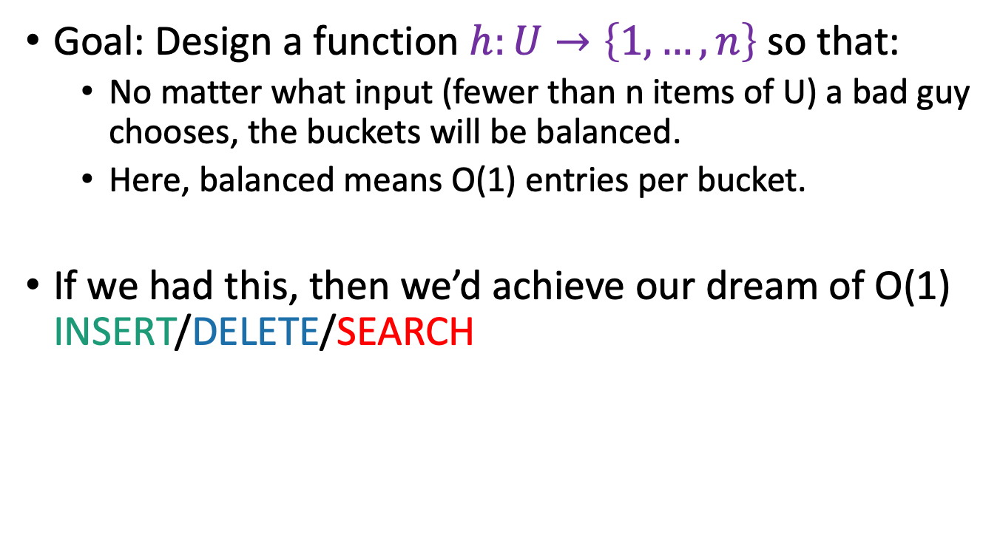 • Goal: Design a function h: U → {1, … , n} so that:
• No matter what input (fewer than n items of U) a bad guy
chooses, the buckets will be balanced.
• Here, balanced means O(1) entries per bucket.
• If we had this, then we’d achieve our dream of O(1)
INSERT/DELETE/SEARCH